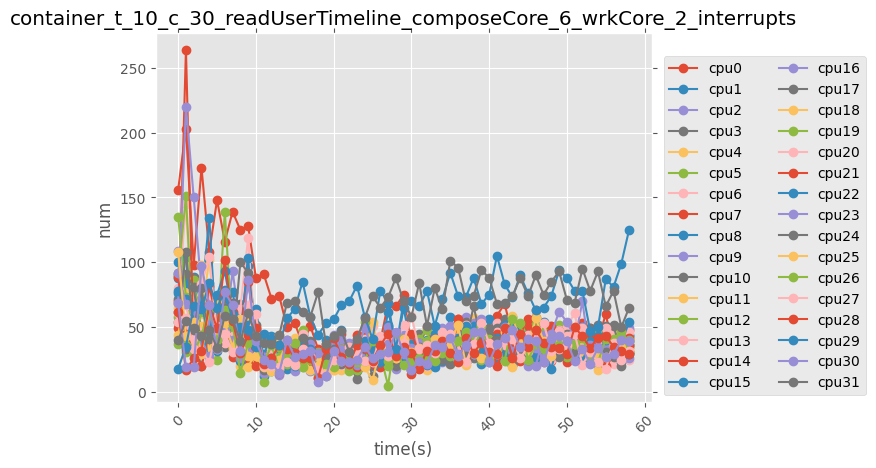 container_t_10_c_30_readUserTimeline_composeCore_6_wrkCore_2_interrupts
num
250
200
150
100
50
0
0 10 20 30 40 50 60
time(s)
cpu0 cpu16
cpu1 cpu17
cpu2 cpu18
cpu3 cpu19
cpu4 cpu20
cpu5 cpu21
cpu6 cpu22
cpu7 cpu23
cpu8 cpu24
cpu9 cpu25
cpu10 cpu26
cpu11 cpu27
cpu12 cpu28
cpu13 cpu29
cpu14 cpu30
cpu15 cpu31